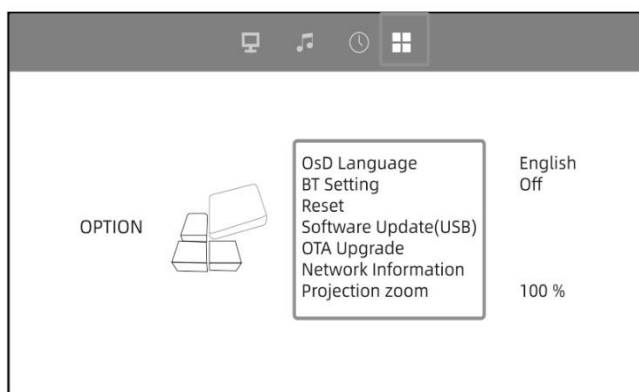 OPTION
OsD Language English
BT Setting Off
Reset
Software Update(USB)
OTA Upgrade
Network Information
Projection zoom 100 %